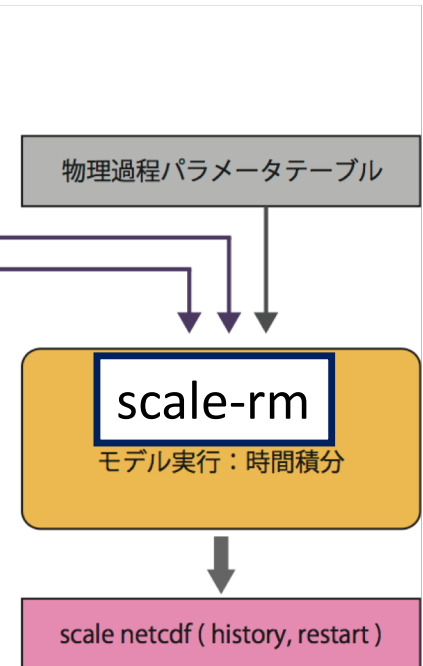 物理過程パラメータテーブル
scale-rm
モデル実行：時間積分
scale netcdf ( history, restart )